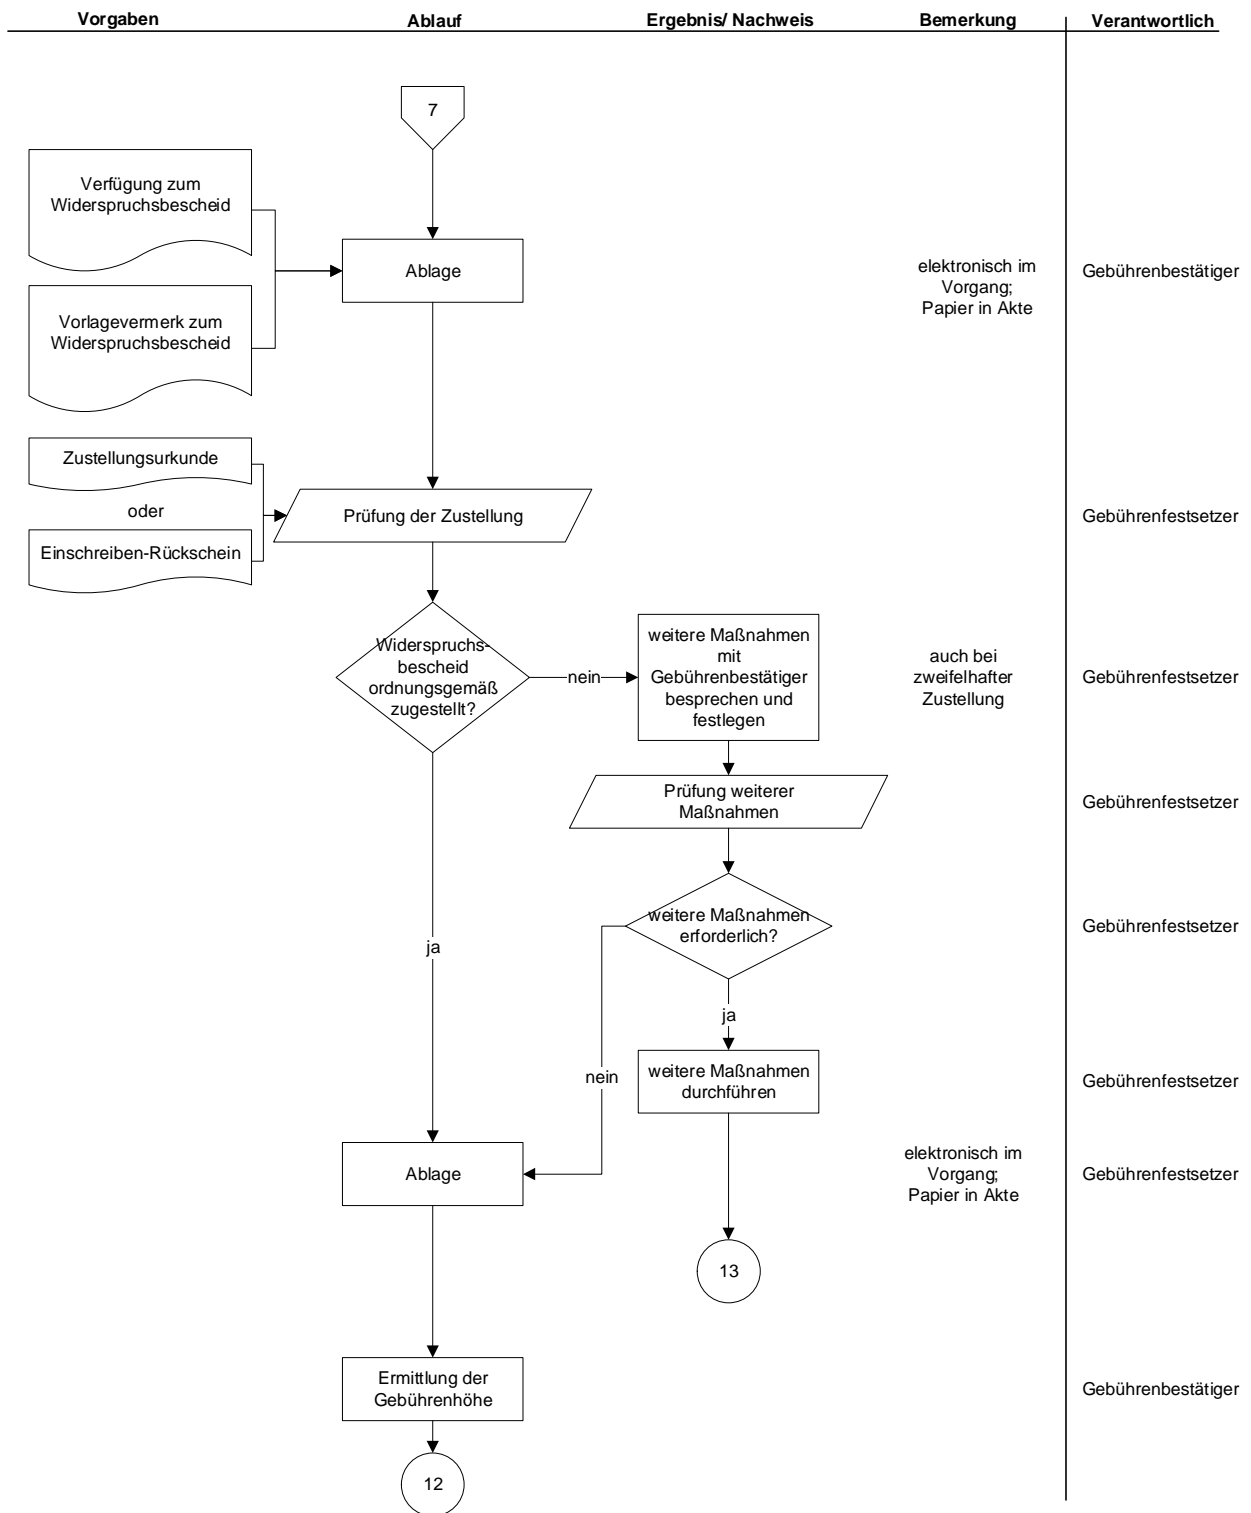 Vorgaben
Ablauf
Ergebnis/ Nachweis
Bemerkung
Verantwortlich
7
Verfügung zum
Widerspruchsbescheid
Ablage
elektronisch im
Vorgang;
Papier in Akte
Gebührenbestätiger
Vorlagevermerk zum
Widerspruchsbescheid
Zustellungsurkunde
oder
Einschreiben-Rückschein
Prüfung der Zustellung
Gebührenfestsetzer
Widerspruchs-
bescheid
ordnungsgemäß
zugestellt?
nein
weitere Maßnahmen
mit
Gebührenbestätiger
besprechen und
festlegen
auch bei
zweifelhafter
Zustellung
Gebührenfestsetzer
Prüfung weiterer
Maßnahmen
Gebührenfestsetzer
weitere Maßnahmen
erforderlich?
Gebührenfestsetzer
ja
ja
nein
weitere Maßnahmen
durchführen
Gebührenfestsetzer
Ablage
elektronisch im
Vorgang;
Papier in Akte
Gebührenfestsetzer
13
Ermittlung der
Gebührenhöhe
Gebührenbestätiger
12